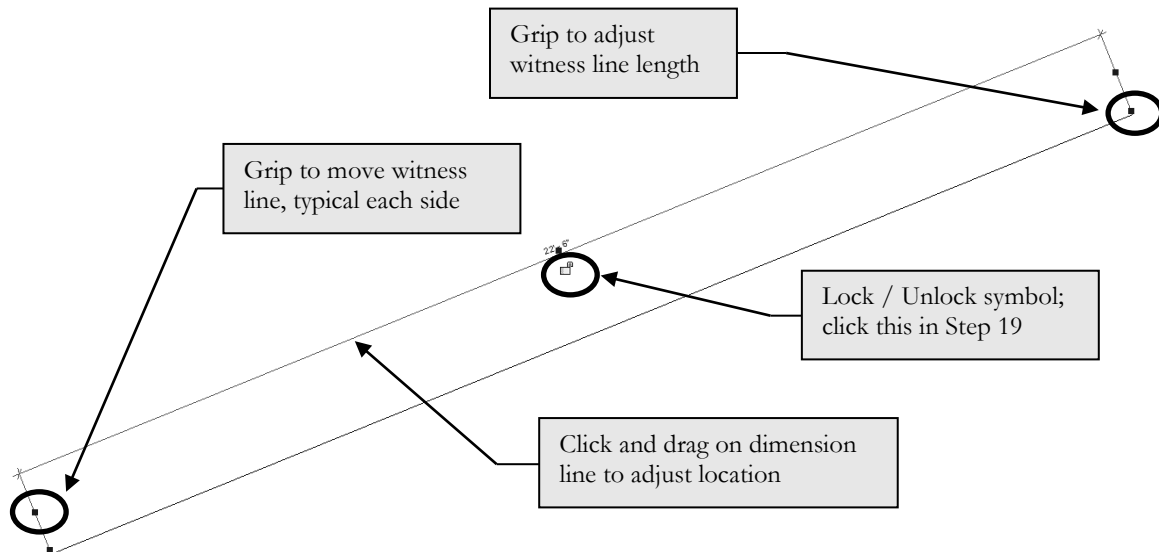 Grip to adjust
witness line length
Grip to move witness
line, typical each side
22' 6"
Lock / Unlock symbol;
click this in Step 19
Click and drag on dimension
line to adjust location